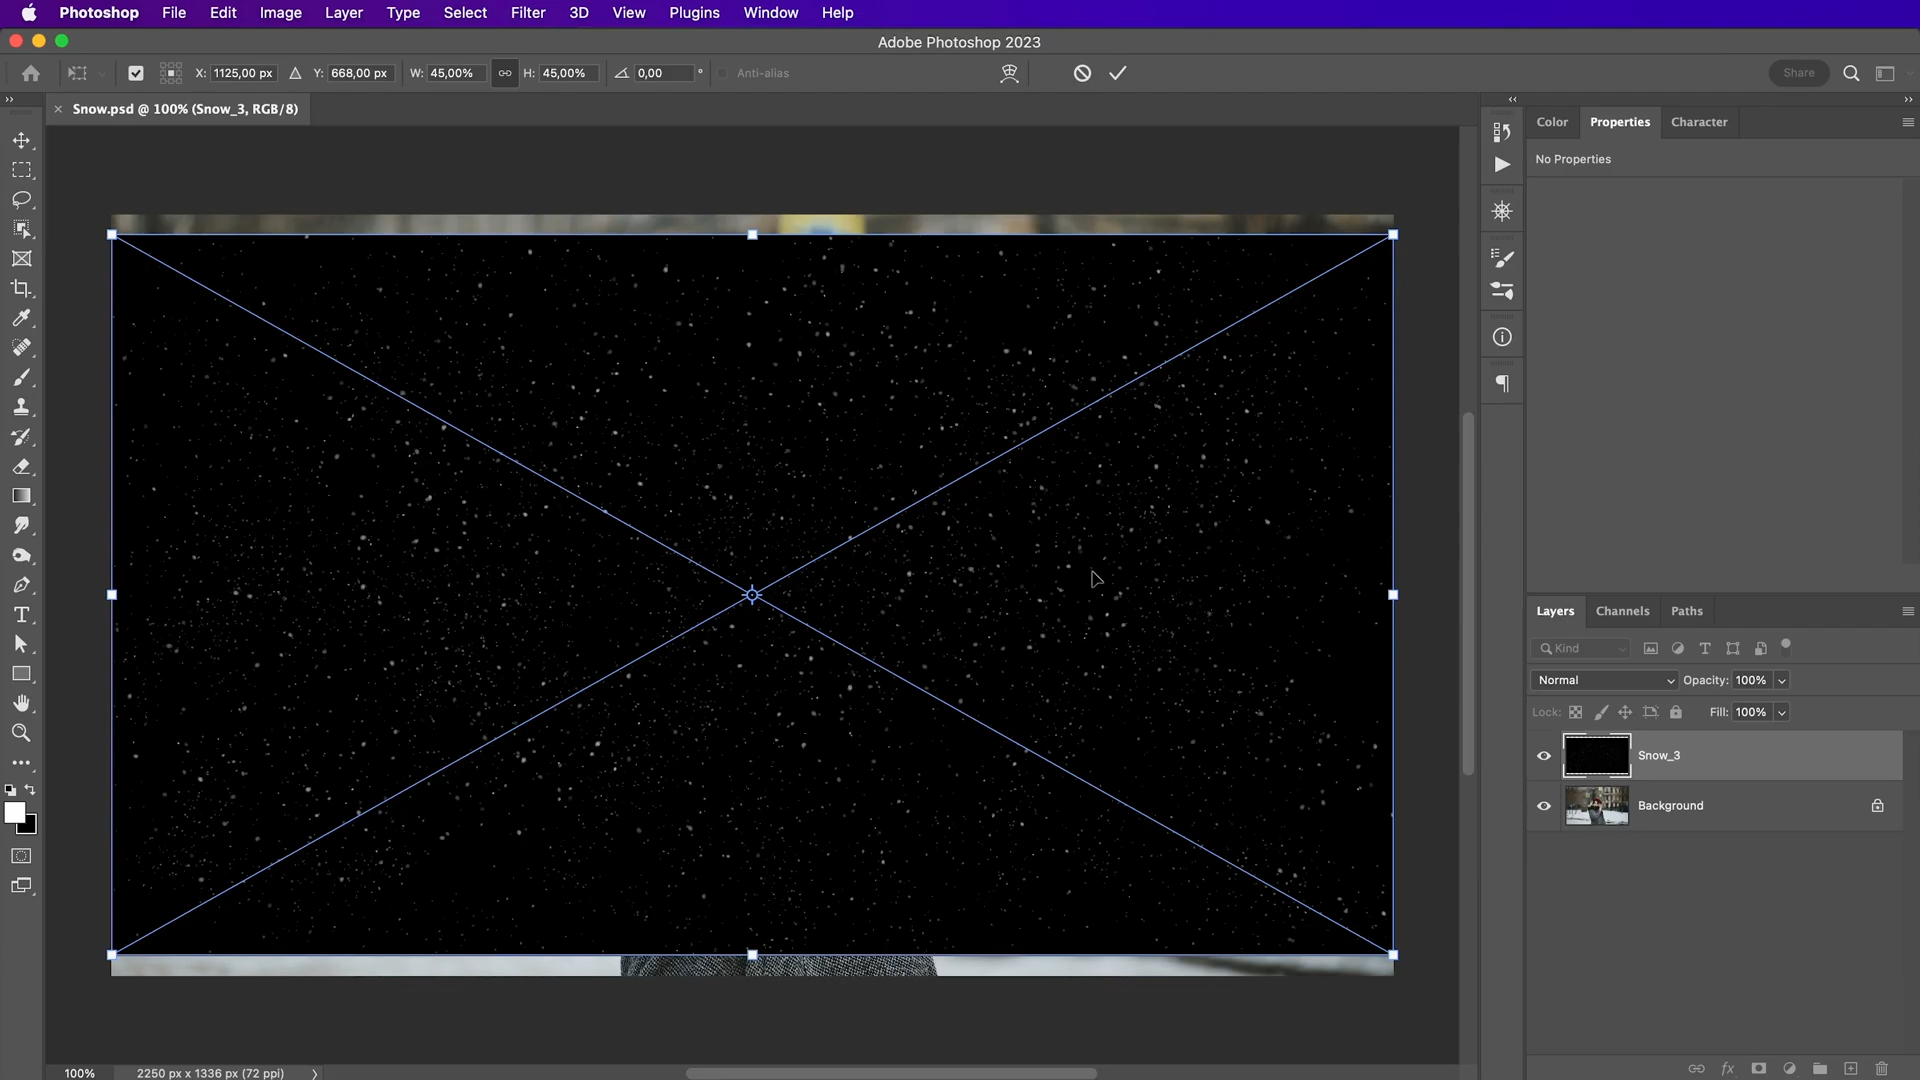 Photoshop File Edit Image Layer Type Select Filter 3D View Plugins Window Help
Adobe Photoshop 2023
X: 1125,00 px Y: 668,00 px W: 45,00% H: 45,00% 0,00 ° Anti-alias Share
Snow.psd @ 100% (Snow_3, RGB/8)
Color Properties Character
No Properties
Layers Channels Paths
Kind
Normal Opacity: 100%
Lock: Fill: 100%
Snow_3
Background
fx
100% 2250 px x 1336 px (72 ppi)